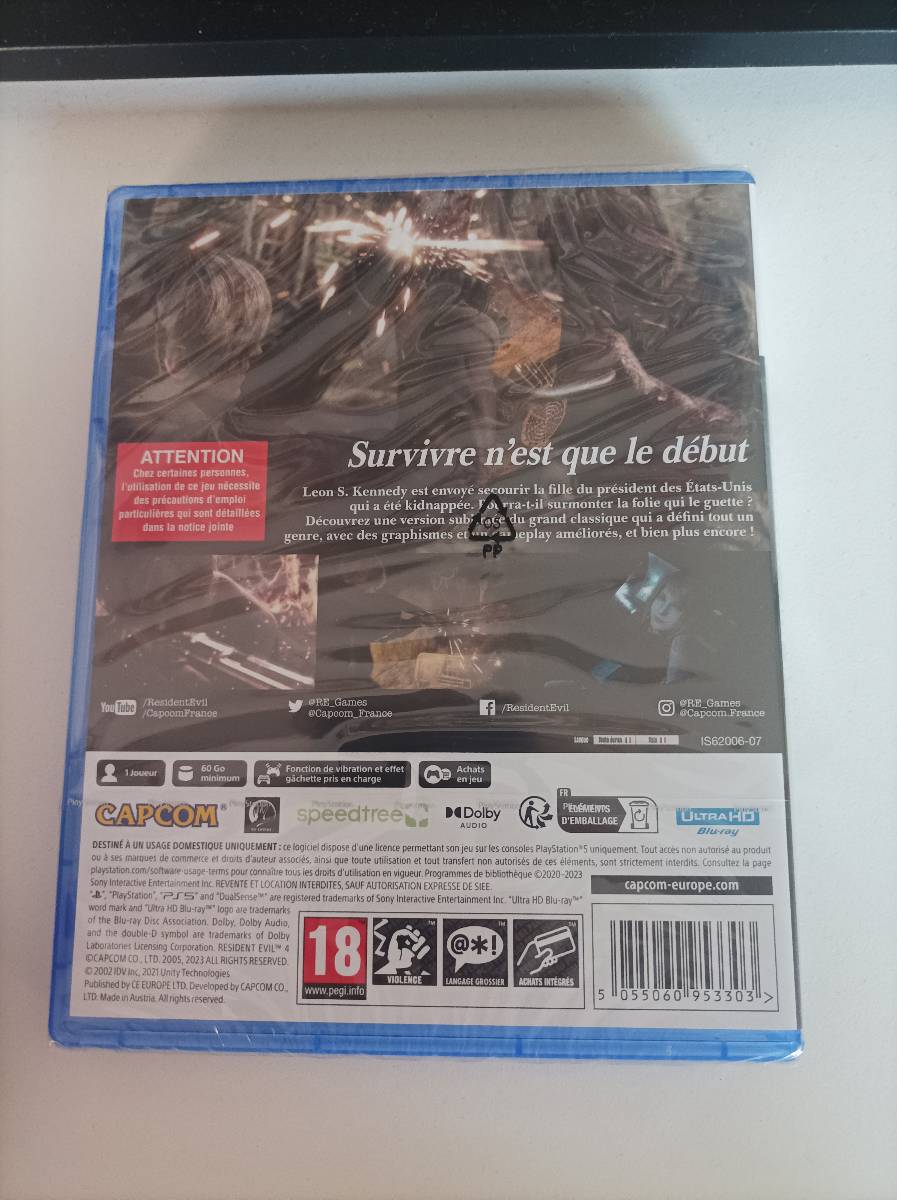 ATTENTION
Chez certaines personnes,
l'utilisation de ce jeu nécessite
des précautions d'emploi
particulières qui sont détaillées
dans la notice jointe
Survivre n'est que le début
Leon S. Kennedy est envoyé secourir la fille du président des États-Unis
qui a été kidnappée. Pourra-t-il surmonter la folie qui le guette ?
Découvrez une version du grand classique qui a défini tout un
genre, avec des graphismes et un gameplay améliorés, et bien plus encore !
PP
YouTube /ResidentEvil
/CapcomFrance
@RE_Games
@Capcom_France
/ResidentEvil
@RE_Games
@Capcom_France
IS62006-07
1 Joueur
60 Go
minimum
Fonction de vibration et effet
gâchette pris en charge
Achats
en jeu
CAPCOM
RE ENGINE
speedtree
Dolby
AUDIO
FR
ÉLÉMENTS
D'EMBALLAGE
ULTRA HD
Blu-ray
DESTINÉ À UN USAGE DOMESTIQUE UNIQUEMENT : ce logiciel dispose d'une licence permettant son jeu sur les consoles PlayStation®5 uniquement. Tout accès non autorisé au produit
ou à ses marques de commerce et droits d'auteur associés, ainsi que toute utilisation et tout transfert non autorisés de ces éléments, sont strictement interdits. Consultez la page
playstation.com/software-usage-terms pour connaître tous les droits d'utilisation en vigueur. Programmes de bibliothèque ©2020-2023
Sony Interactive Entertainment Inc. REVENTE ET LOCATION INTERDITES, SAUF AUTORISATION EXPRESSE DE SIEE.
capcom-europe.com
"PlayStation", "PS5" and "DualSense" are registered trademarks of Sony Interactive Entertainment Inc. "Ultra HD Blu-ray™"
word mark and "Ultra HD Blu-ray™" logo are trademarks
of the Blu-ray Disc Association. Dolby, Dolby Audio,
and the double-D symbol are trademarks of Dolby
Laboratories Licensing Corporation. RESIDENT EVIL™ 4
©CAPCOM CO., LTD. 2005, 2023 ALL RIGHTS RESERVED.
© 2002 IDV Inc, 2021 Unity Technologies
Published by CE EUROPE LTD. Developed by CAPCOM CO.,
LTD. Made in Austria. All rights reserved.
18
www.pegi.info
VIOLENCE
@*!
LANGAGE GROSSIER
ACHATS INTÉGRÉS
5 055060 953303 >